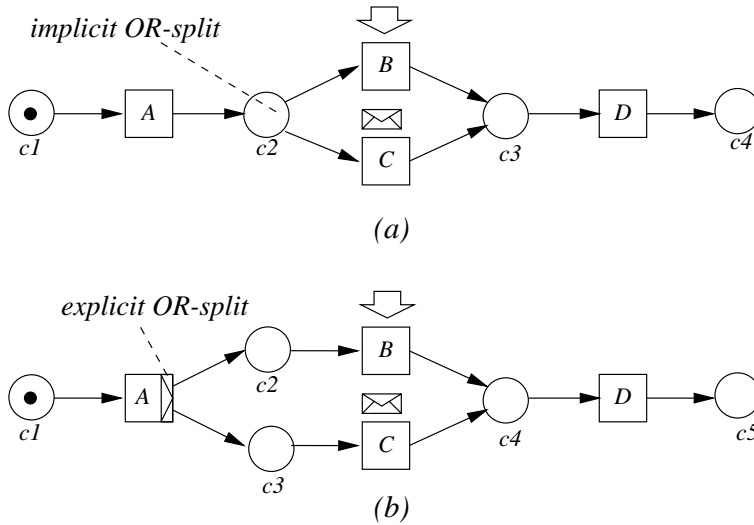 implicit OR-split
B
A
D
c1
c2
c3
c4
C
(a)
explicit OR-split
B
c2
A
D
c1
c4
c5
C
c3
(b)